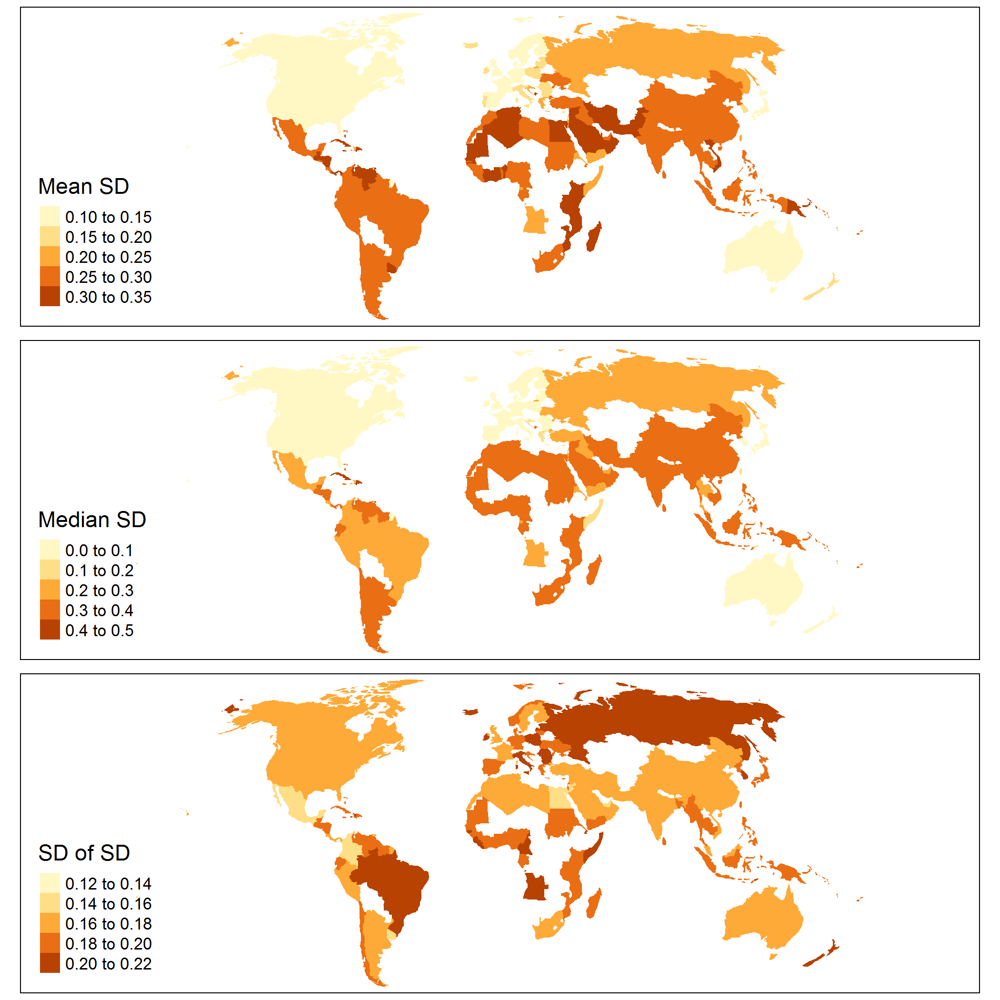 Mean SD
0.10 to 0.15
0.15 to 0.20
0.20 to 0.25
0.25 to 0.30
0.30 to 0.35
Median SD
0.0 to 0.1
0.1 to 0.2
0.2 to 0.3
0.3 to 0.4
0.4 to 0.5
SD of SD
0.12 to 0.14
0.14 to 0.16
0.16 to 0.18
0.18 to 0.20
0.20 to 0.22